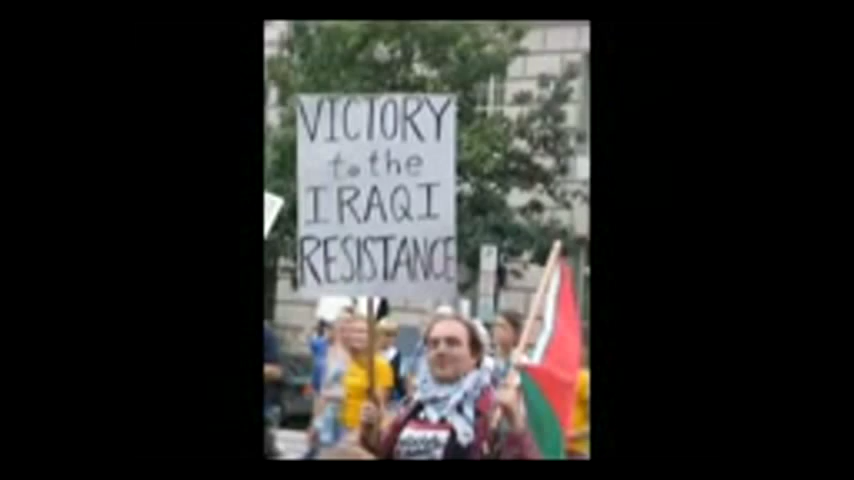 VICTORY
to the
IRAQI
RESISTANCE